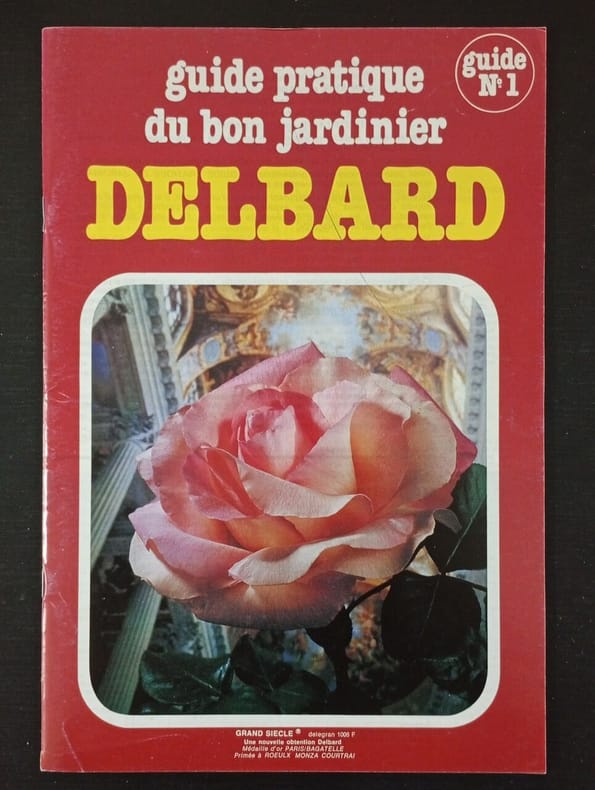 guide pratique
du bon jardinier
guide
Nº1
DELBARD
GRAND SIECLE ® delegran 1006 F
Une nouvelle obtention Delbard
Médaille d'or PARIS/BAGATELLE
Primée à ROEULX MONZA COURTRAI